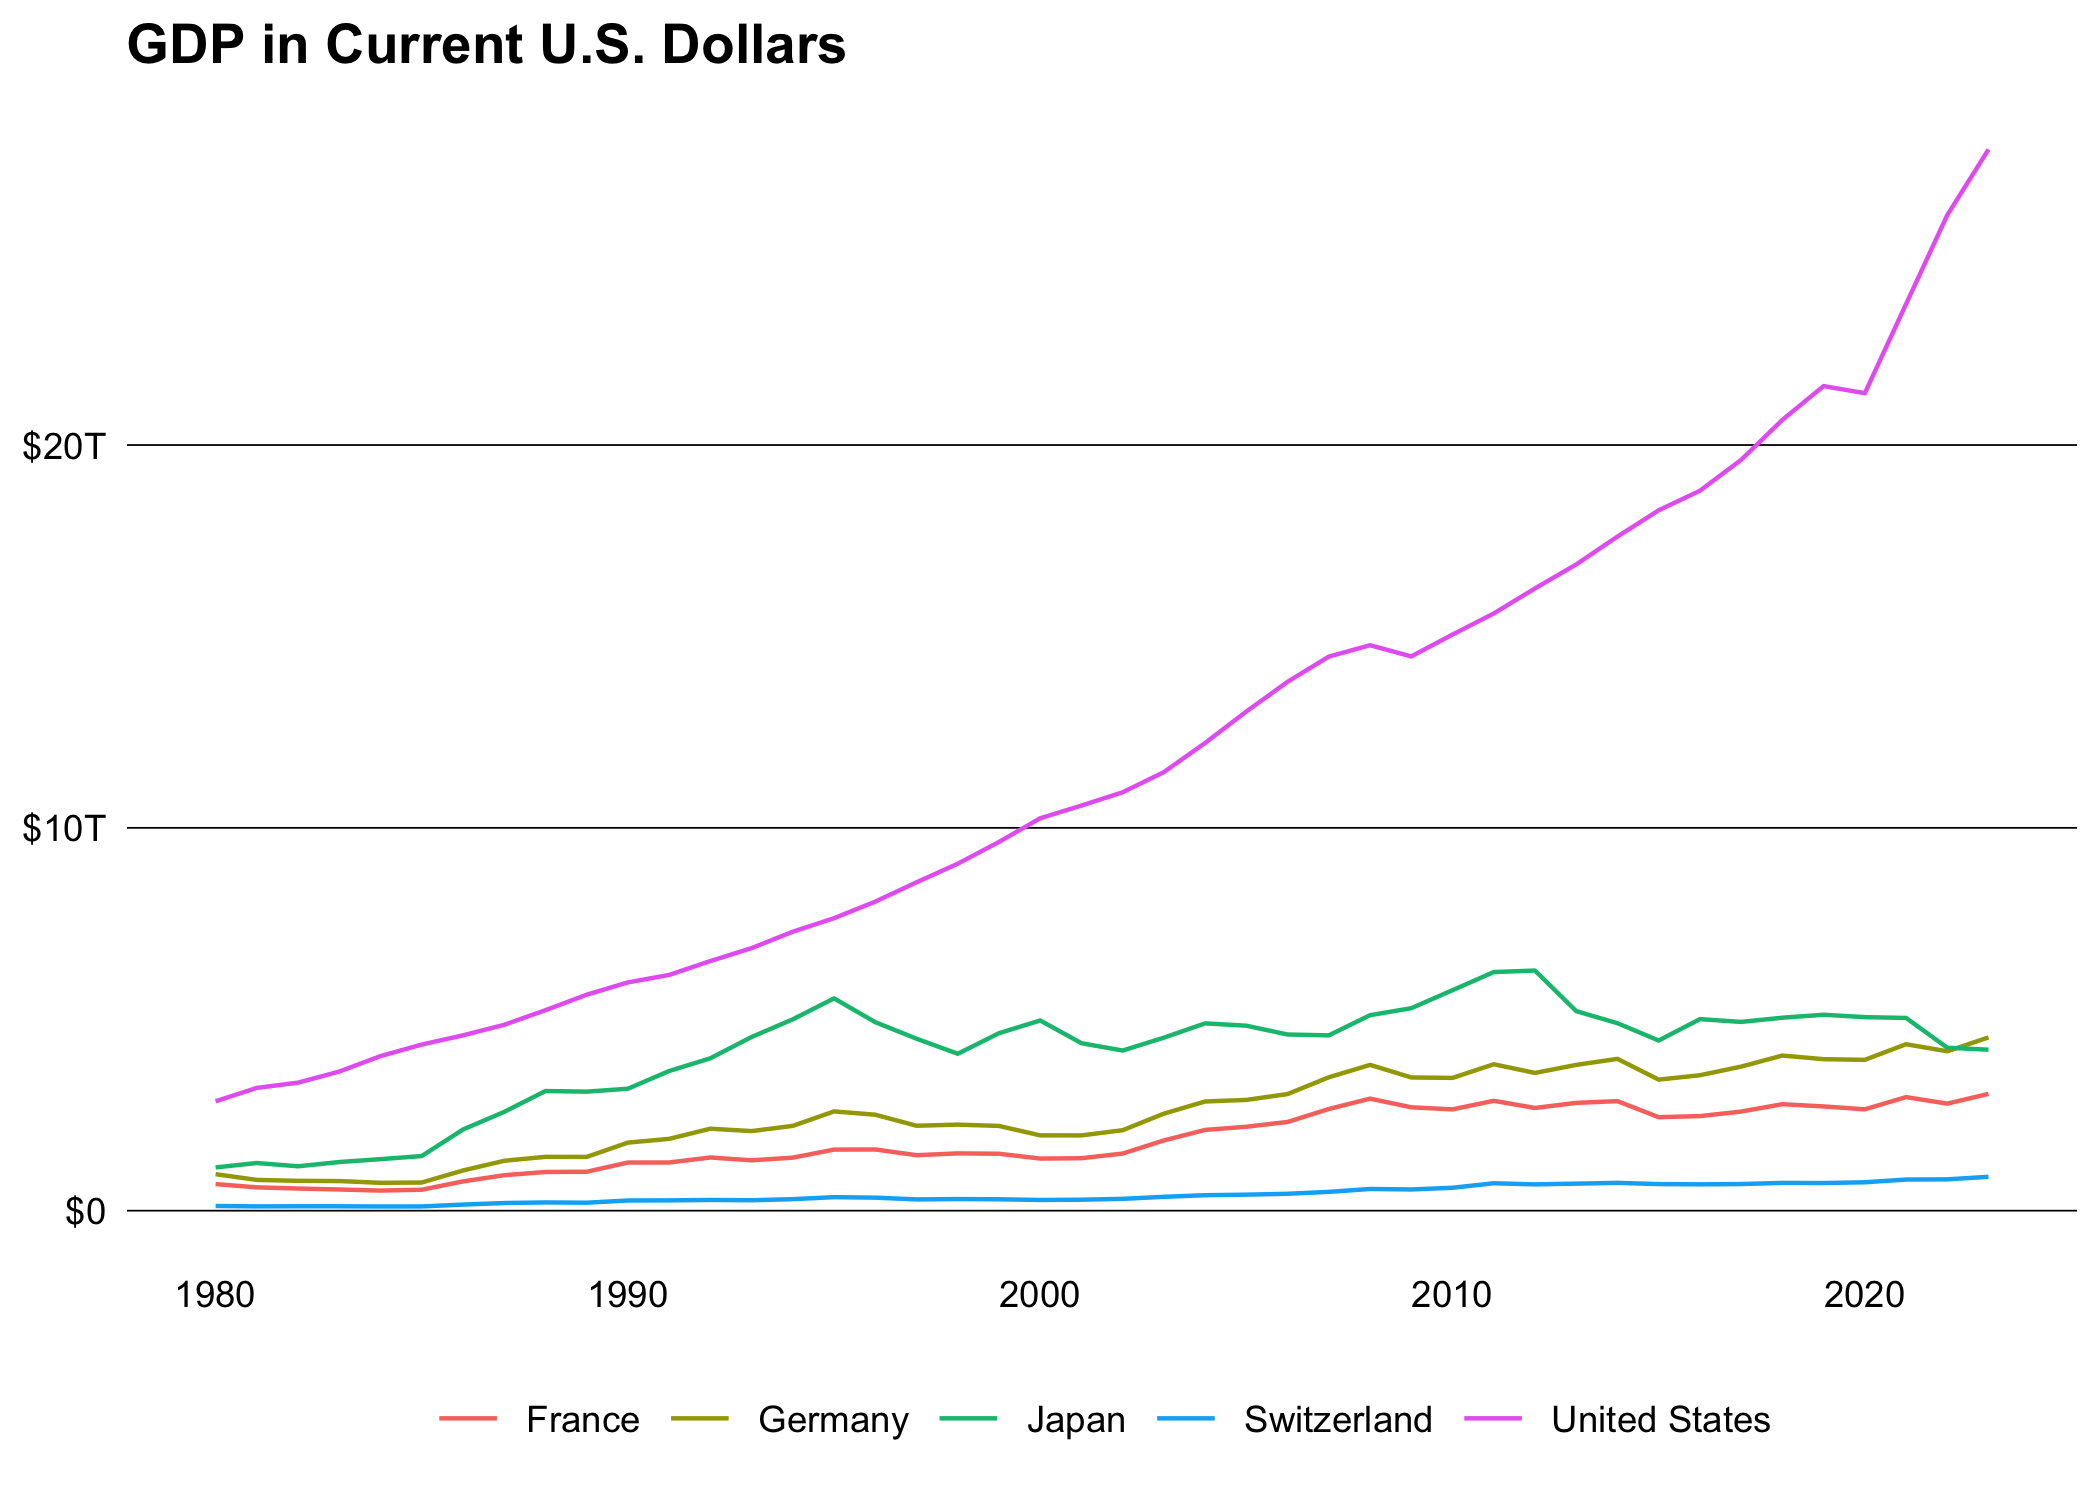 GDP in Current U.S. Dollars
$20T
$10T
$0
1980 1990 2000 2010 2020
France Germany Japan Switzerland United States